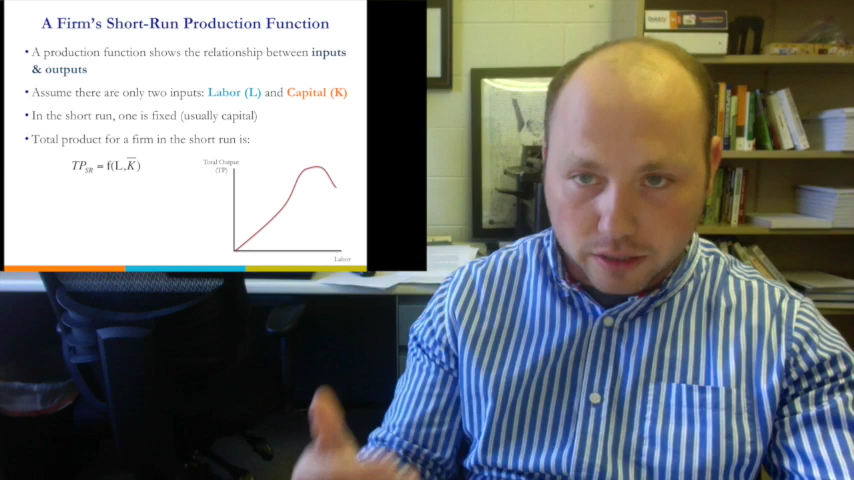 A Firm's Short-Run Production Function
• A production function shows the relationship between inputs
& outputs
• Assume there are only two inputs: Labor (L) and Capital (K)
• In the short run, one is fixed (usually capital)
• Total product for a firm in the short run is:
TP_SR = f(L,K̅)
Total Output
(TP)
Labor